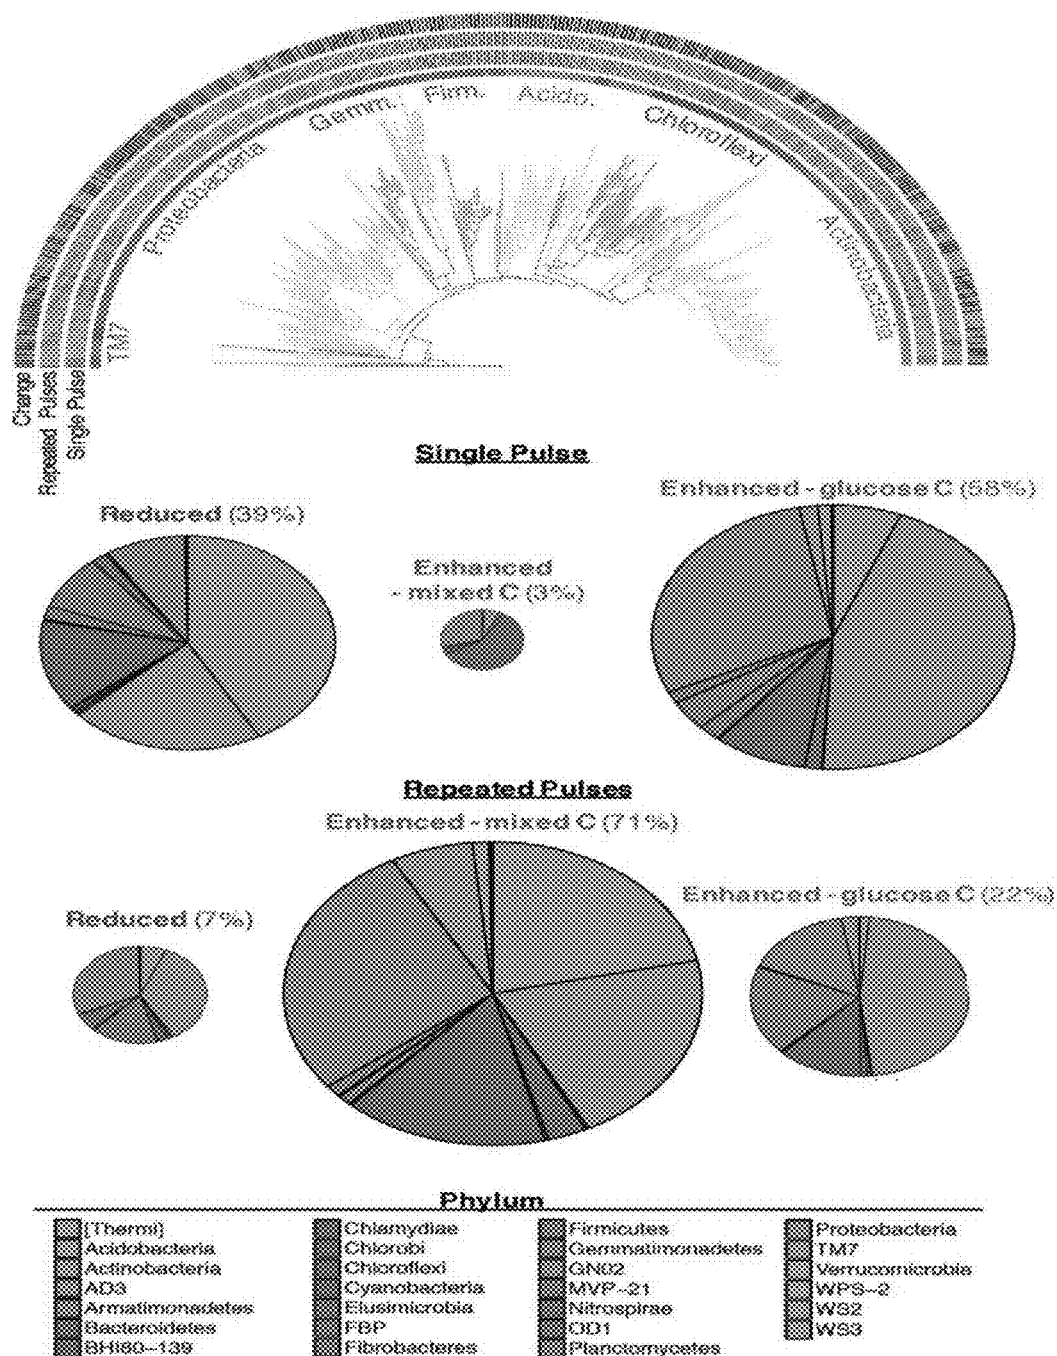 Gemm. Firm. Acido.
Chloroflexi
Proteobacteria
Actinobacteria
TM7
Change
Repeated Pulses
Single Pulse
Single Pulse
Reduced (39%)
Enhanced
- mixed C (3%)
Enhanced - glucose C (58%)
Repeated Pulses
Enhanced - mixed C (71%)
Reduced (7%)
Enhanced - glucose C (22%)
Phylum
[Thermi]
Acidobacteria
Actinobacteria
AD3
Armatimonadetes
Bacteroidetes
BHI80-139
Chlamydiae
Chlorobi
Chloroflexi
Cyanobacteria
Elusimicrobia
FBP
Fibrobacteres
Firmicutes
Gemmatimonadetes
GN02
MVP-21
Nitrospirae
OD1
Planctomycetes
Proteobacteria
TM7
Verrucomicrobia
WPS-2
WS2
WS3